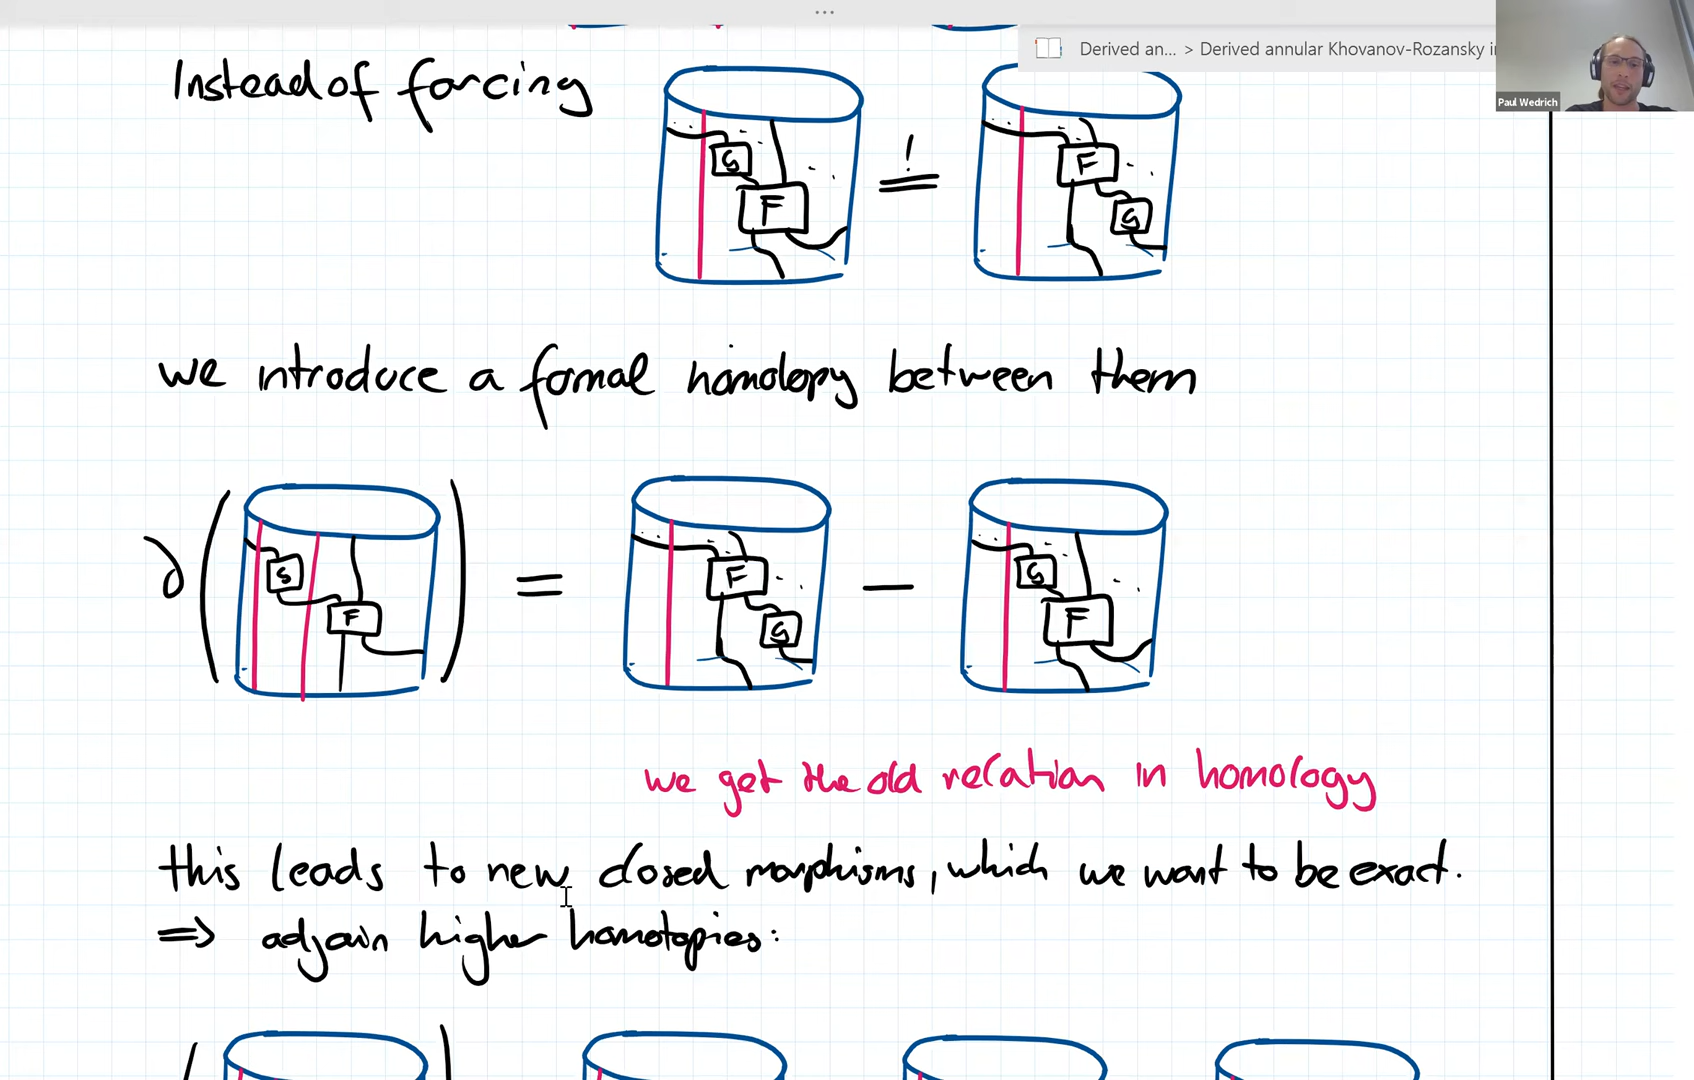 Derived an... > Derived annular Khovanov-Rozansky in
Paul Wedrich
Instead of forcing
G
F
!
=
F
G
we introduce a formal homotopy between them
∂ ( G F ) = F G - G F
we get the old relation in homology
this leads to new closed morphisms, which we want to be exact.
⇒ adjoin higher homotopies: